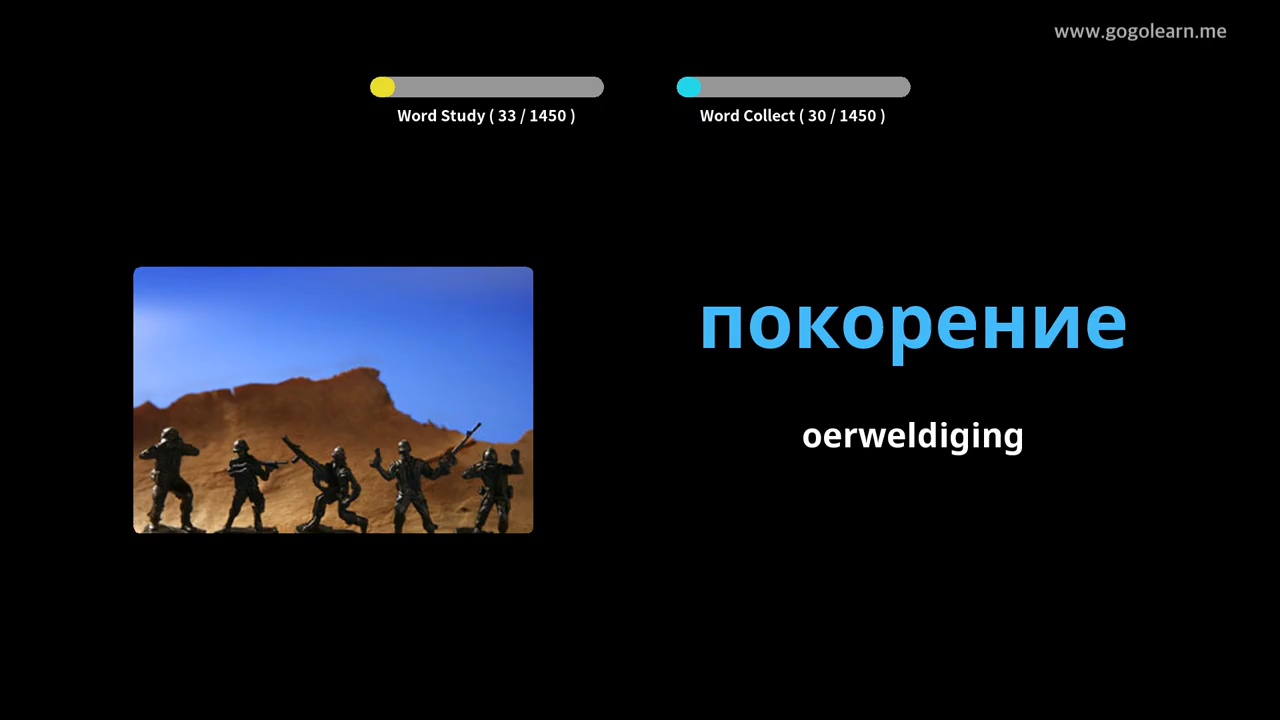 www.gogolearn.me
Word Study ( 33 / 1450 )
Word Collect ( 30 / 1450 )
покорение
oerweldiging